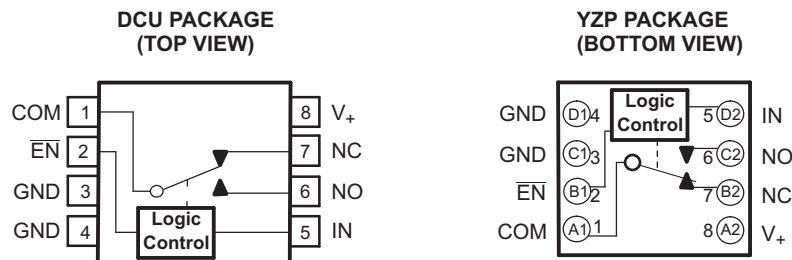 DCU PACKAGE
(TOP VIEW)
COM 1
8 V+
EN 2
7 NC
GND 3
6 NO
GND 4
5 IN
Logic
Control
YZP PACKAGE
(BOTTOM VIEW)
GND D1 4
Logic
Control
5 D2 IN
GND C1 3
6 C2 NO
EN B1 2
7 B2 NC
COM A1 1
8 A2 V+